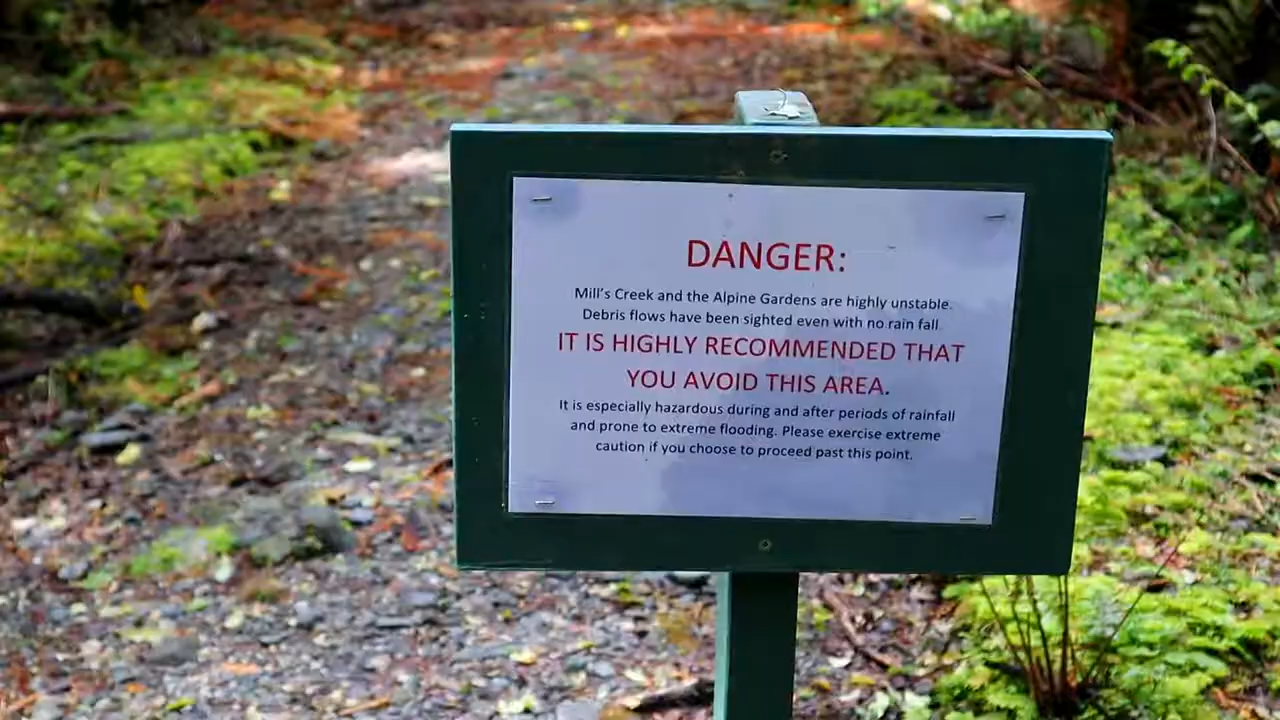 DANGER:
Mill's Creek and the Alpine Gardens are highly unstable.
Debris flows have been sighted even with no rain fall.
IT IS HIGHLY RECOMMENDED THAT
YOU AVOID THIS AREA.
It is especially hazardous during and after periods of rainfall
and prone to extreme flooding. Please exercise extreme
caution if you choose to proceed past this point.